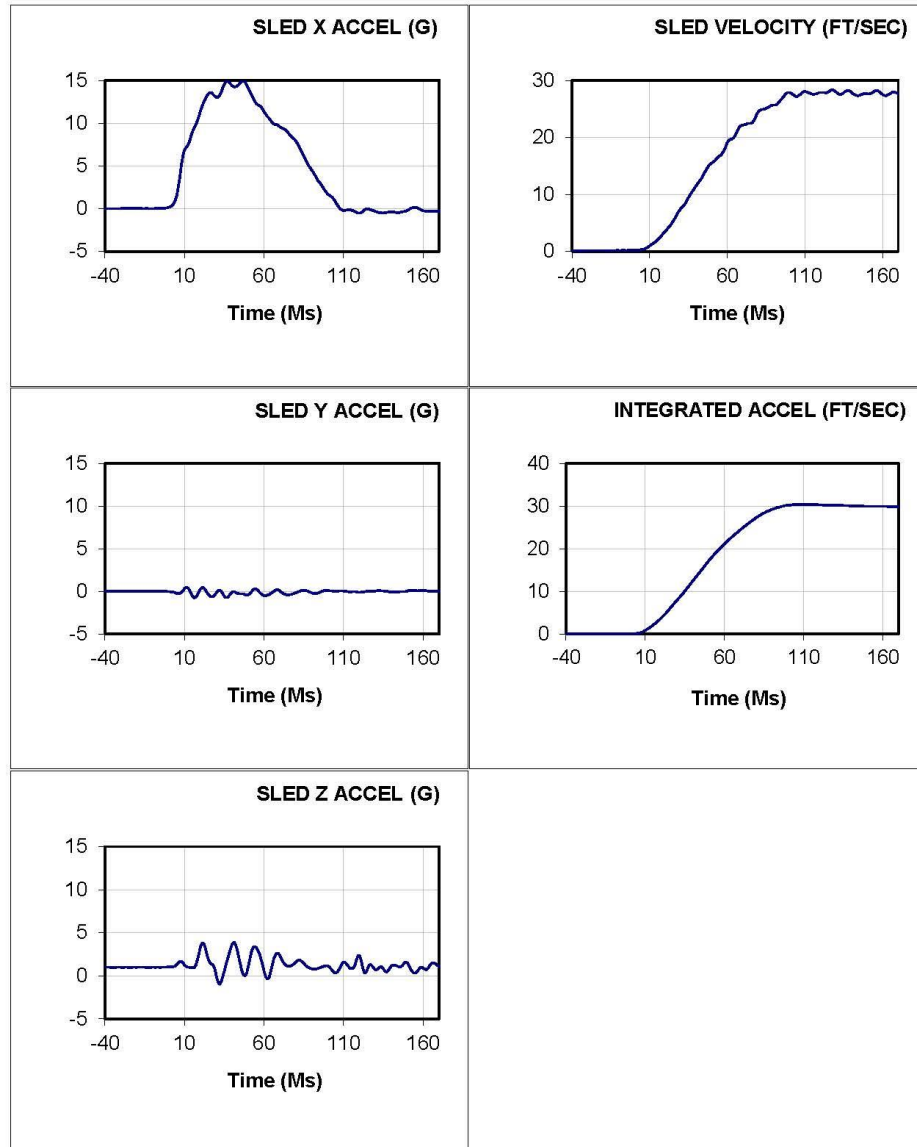 SLED X ACCEL (G)
15
10
5
0
-5
-40 10 60 110 160
Time (Ms)
SLED VELOCITY (FT/SEC)
30
20
10
0
-40 10 60 110 160
Time (Ms)
SLED Y ACCEL (G)
15
10
5
0
-5
-40 10 60 110 160
Time (Ms)
INTEGRATED ACCEL (FT/SEC)
40
30
20
10
0
-40 10 60 110 160
Time (Ms)
SLED Z ACCEL (G)
15
10
5
0
-5
-40 10 60 110 160
Time (Ms)